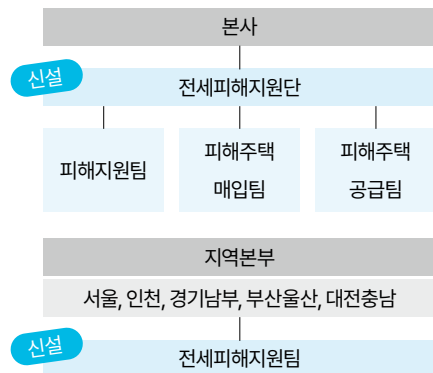 본사
신설
전세피해지원단
피해지원팀
피해주택
매입팀
피해주택
공급팀
지역본부
서울, 인천, 경기남부, 부산울산, 대전충남
신설
전세피해지원팀